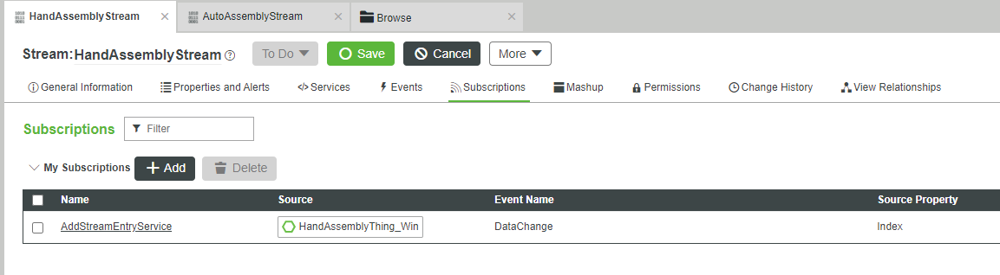 HandAssemblyStream × AutoAssemblyStream × Browse ×
Stream:HandAssemblyStream ? To Do Save Cancel More
General Information Properties and Alerts </> Services Events Subscriptions Mashup Permissions Change History View Relationships
Subscriptions Filter
My Subscriptions + Add Delete
Name Source Event Name Source Property
AddStreamEntryService HandAssemblyThing_Win DataChange Index